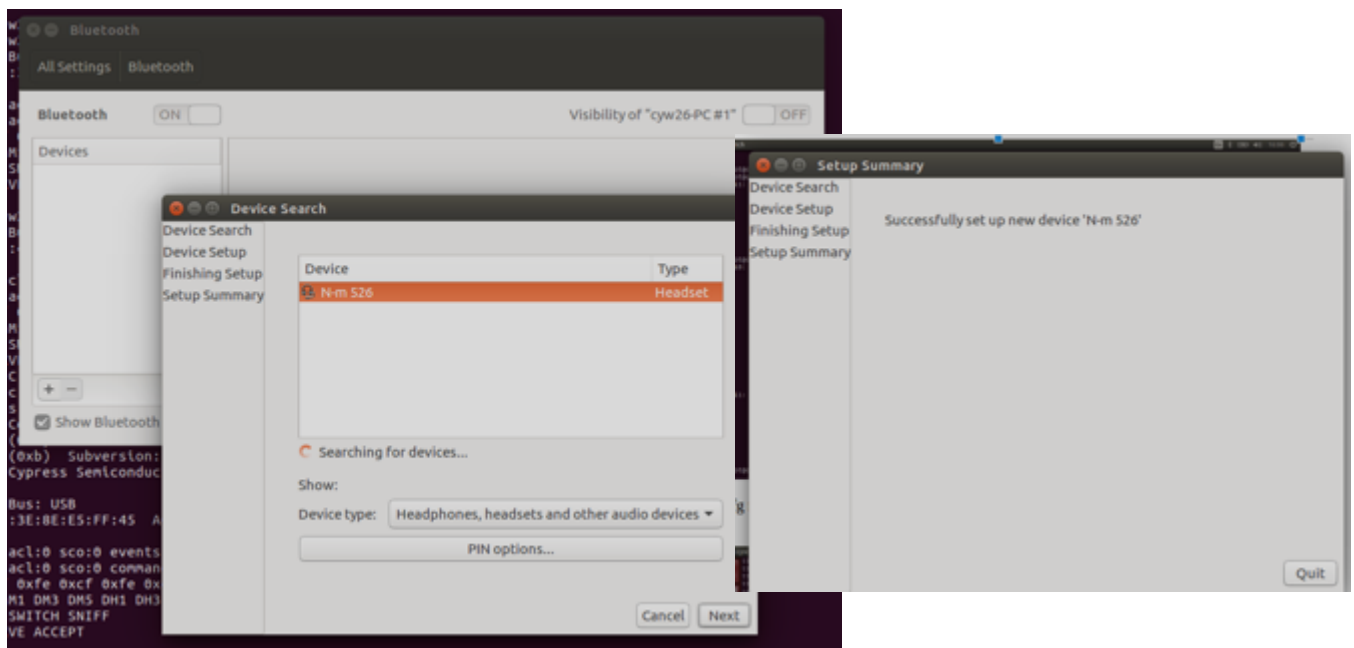 Bluetooth
All Settings Bluetooth
Bluetooth ON Visibility of "cyw26-PC #1" OFF
Devices
+ −
Show Bluetooth
Device Search
Device Search
Device Setup
Finishing Setup
Setup Summary
Device Type
N-m 526 Headset
Searching for devices...
Show:
Device type: Headphones, headsets and other audio devices
PIN options...
Cancel Next
(0xb) Subversion:
Cypress Semiconduc
Bus: USB
:3E:8E:E5:FF:45 A
acl:0 sco:0 events
acl:0 sco:0 comman
0xfe 0xcf 0xfe 0x
M1 DM3 DM5 DH1 DH3
SWITCH SNIFF
VE ACCEPT
Setup Summary
Device Search
Device Setup
Finishing Setup
Setup Summary
Successfully set up new device 'N-m 526'
Quit